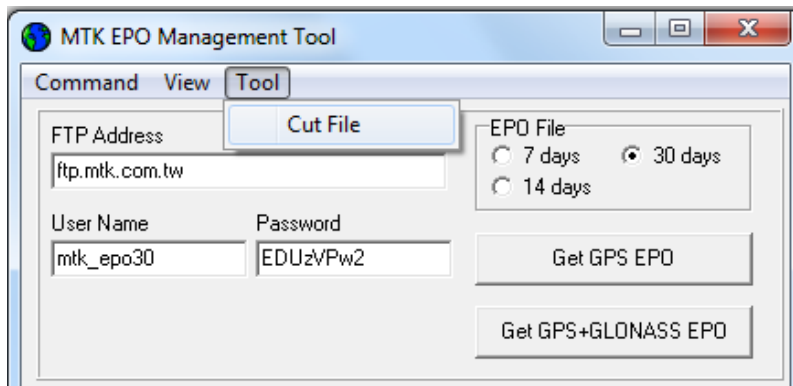 MTK EPO Management Tool
Command View Tool
Cut File
FTP Address
ftp.mtk.com.tw
User Name Password
mtk_epo30 EDUzVPw2
EPO File
7 days 30 days
14 days
Get GPS EPO
Get GPS+GLONASS EPO